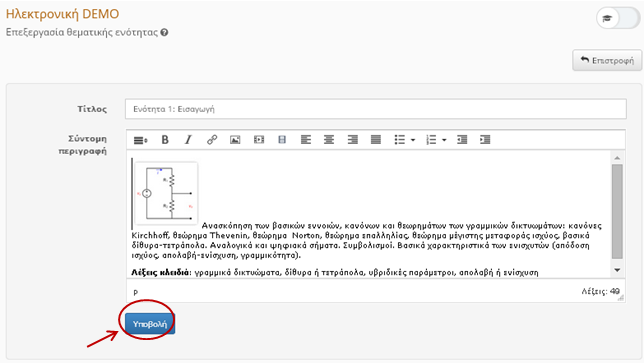 Ηλεκτρονική DEMO
Επεξεργασία θεματικής ενότητας
Επιστροφή
Τίτλος
Ενότητα 1: Εισαγωγή
Σύντομη
περιγραφή
Ανασκόπηση των βασικών εννοιών, κανόνων και θεωρημάτων των γραμμικών δικτυωμάτων: κανόνες
Kirchhoff, θεώρημα Thevenin, θεώρημα Norton, θεώρημα επαλληλίας, θεώρημα μέγιστης μεταφοράς ισχύος, βασικά
δίθυρα-τετράπολα. Αναλογικά και ψηφιακά σήματα. Συμβολισμοί. Βασικά χαρακτηριστικά των ενισχυτών (απόδοση
ισχύος, απολαβή-ενίσχυση, γραμμικότητα).
Λέξεις κλειδιά: γραμμικά δικτυώματα, δίθυρα ή τετράπολα, υβριδικές παράμετροι, απολαβή ή ενίσχυση
p
Λέξεις: 49
Υποβολή